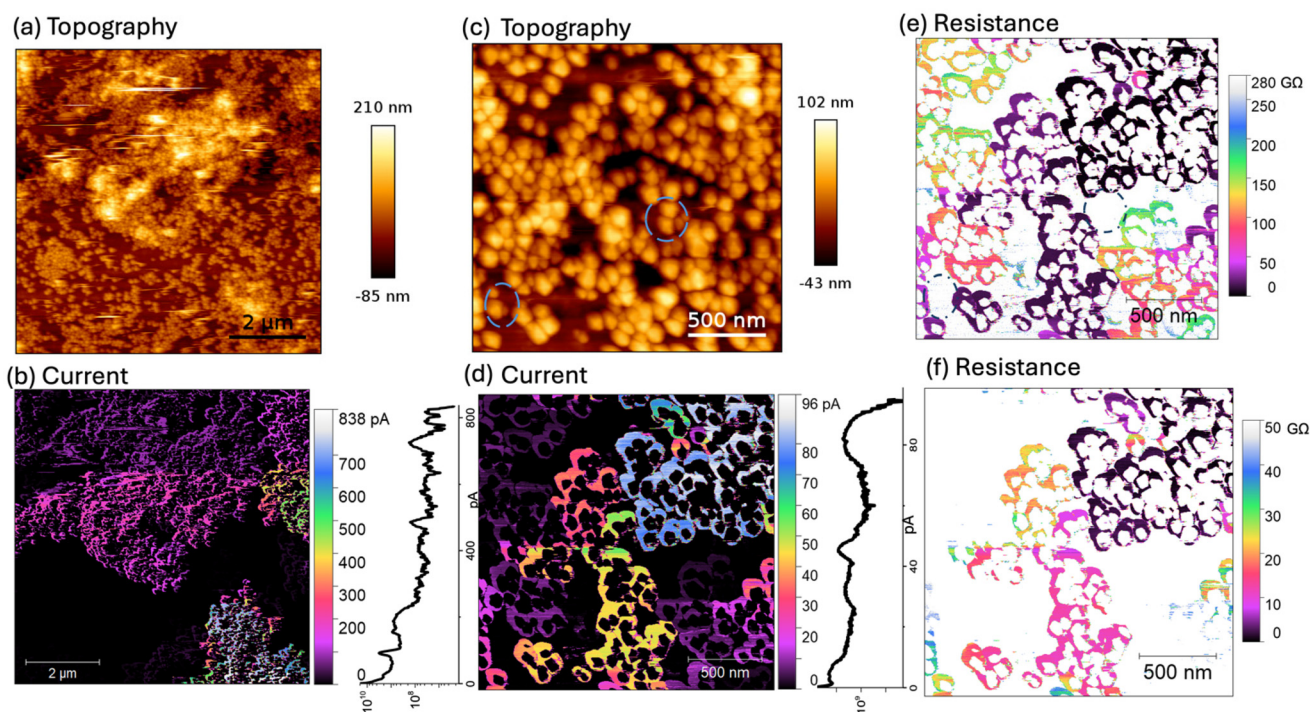 (a) Topography
210 nm
-85 nm
2 μm
(b) Current
838 pA
700
600
500
400
300
200
0
2 μm
800
pA
400
0
10¹⁰
10⁸
(c) Topography
102 nm
-43 nm
500 nm
(d) Current
96 pA
80
70
60
50
40
30
20
10
0
500 nm
80
pA
40
0
10⁹
(e) Resistance
280 GΩ
250
200
150
100
50
0
500 nm
(f) Resistance
50 GΩ
40
30
20
10
0
500 nm